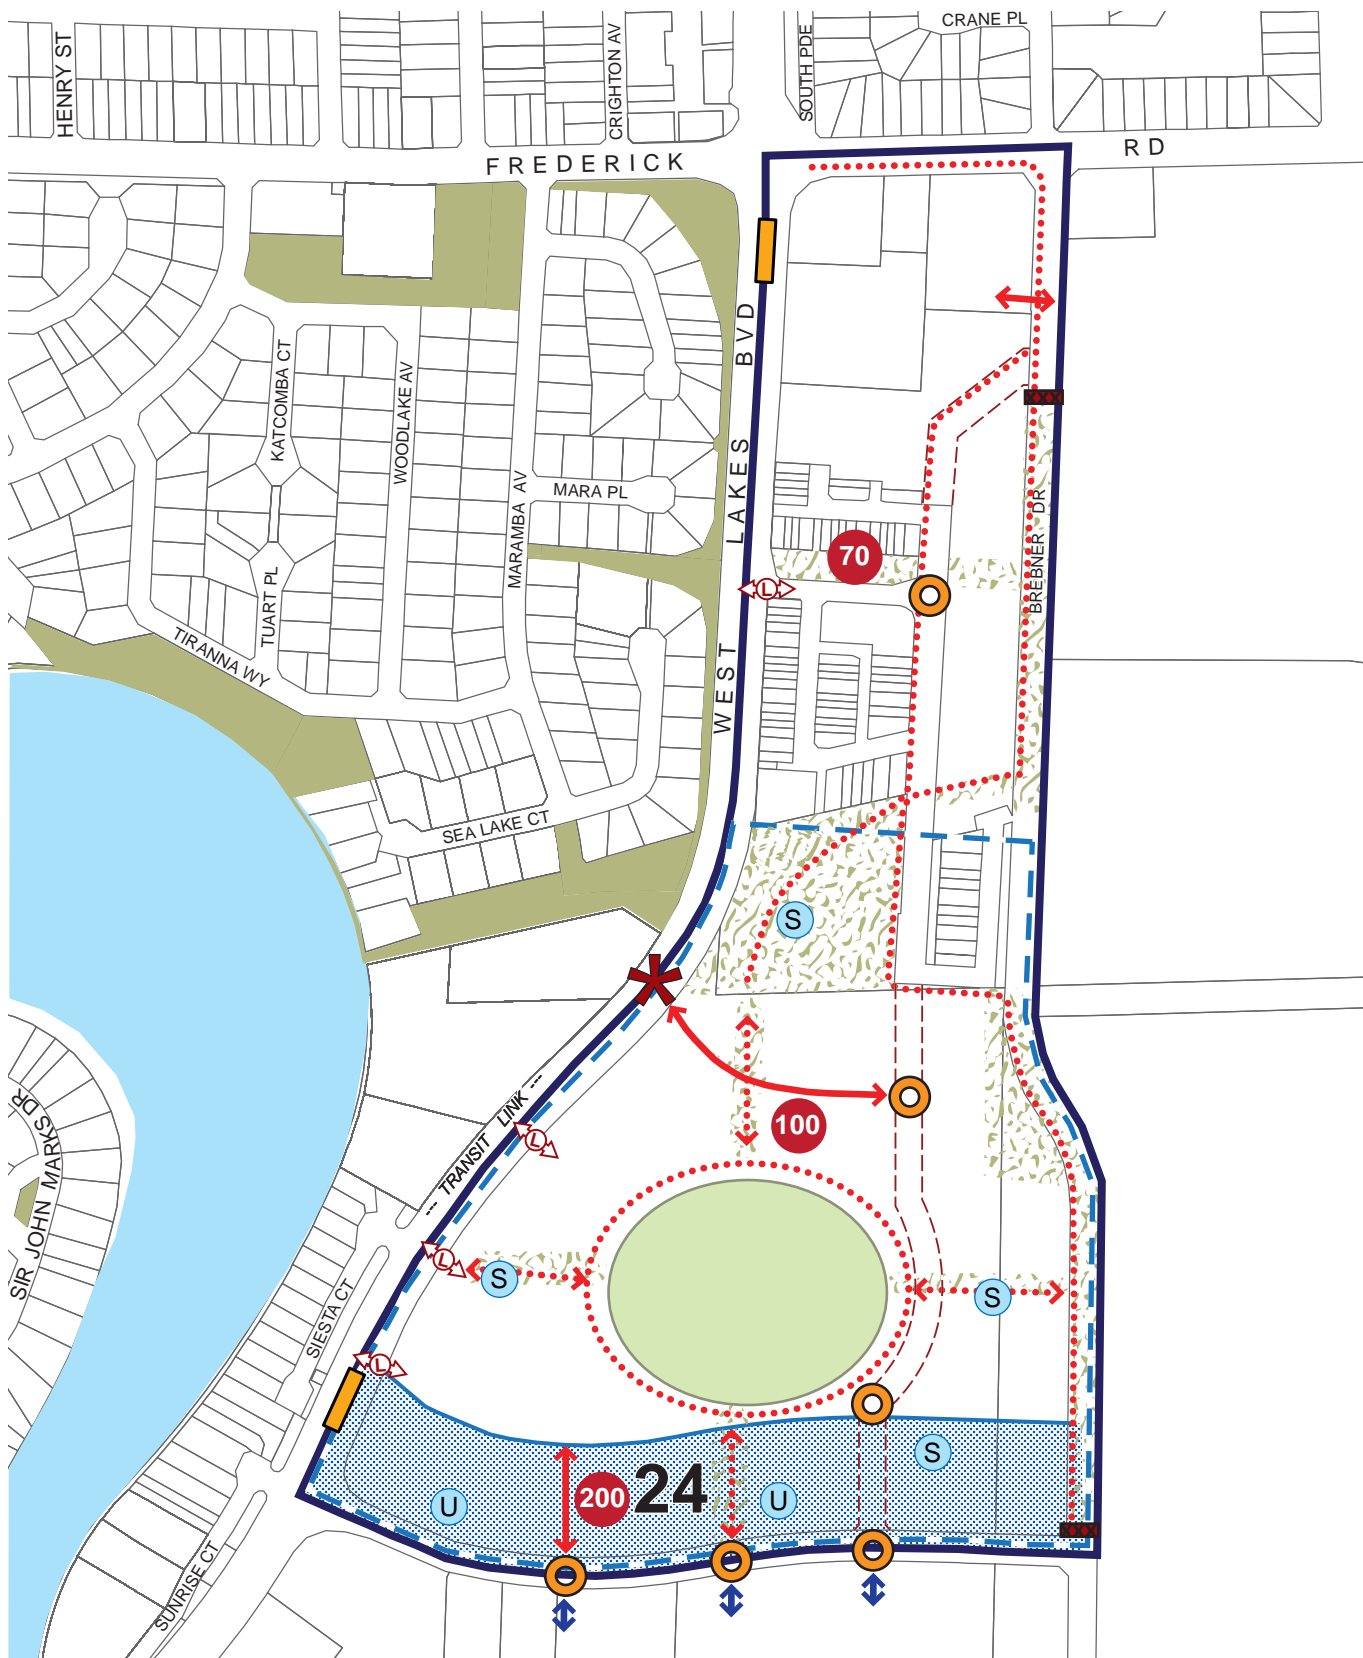 CRANE PL
HENRY ST
CRIGHTON AV
SOUTH PDE
FREDERICK
RD
WEST LAKES BVD
KATCOMBA CT
WOODLAKE AV
MARAMBA AV
MARA PL
BREBNER DR
70
L
TUART PL
TIRANNA WY
SEA LAKE CT
S
100
--- TRANSIT LINK ---
L
SIR JOHN MARKS DR
L
S
S
SIESTA CT
L
S
200
24
U
U
SUNRISE CT